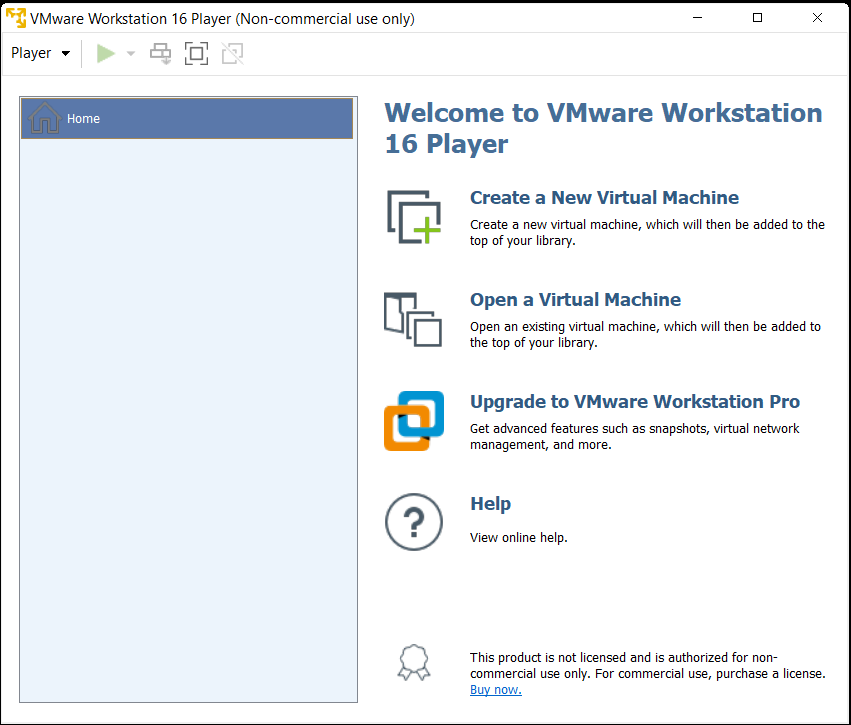 VMware Workstation 16 Player (Non-commercial use only)
Player
Home
Welcome to VMware Workstation
16 Player
Create a New Virtual Machine
Create a new virtual machine, which will then be added to the
top of your library.
Open a Virtual Machine
Open an existing virtual machine, which will then be added to
the top of your library.
Upgrade to VMware Workstation Pro
Get advanced features such as snapshots, virtual network
management, and more.
?
Help
View online help.
This product is not licensed and is authorized for non-
commercial use only. For commercial use, purchase a license.
Buy now.